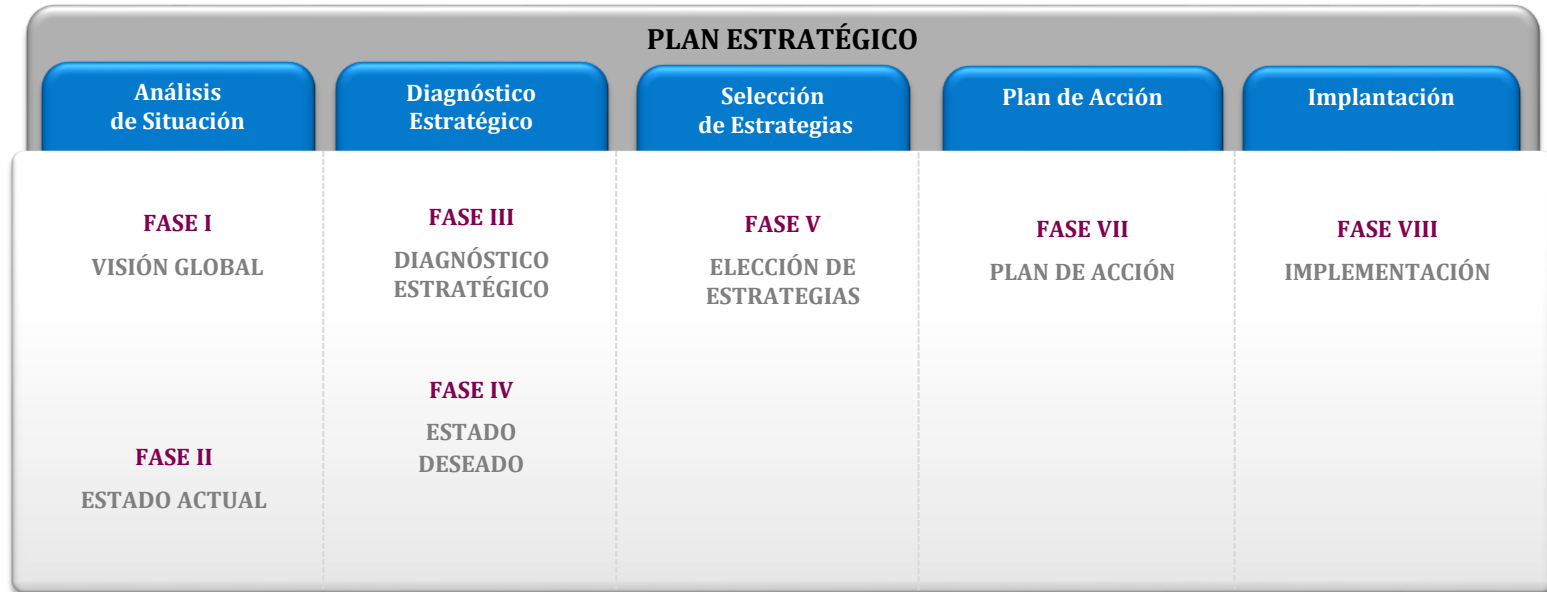 PLAN ESTRATÉGICO
Análisis
de Situación
Diagnóstico
Estratégico
Selección
de Estrategias
Plan de Acción
Implantación
FASE I
VISIÓN GLOBAL
FASE II
ESTADO ACTUAL
FASE III
DIAGNÓSTICO
ESTRATÉGICO
FASE IV
ESTADO
DESEADO
FASE V
ELECCIÓN DE
ESTRATEGIAS
FASE VII
PLAN DE ACCIÓN
FASE VIII
IMPLEMENTACIÓN